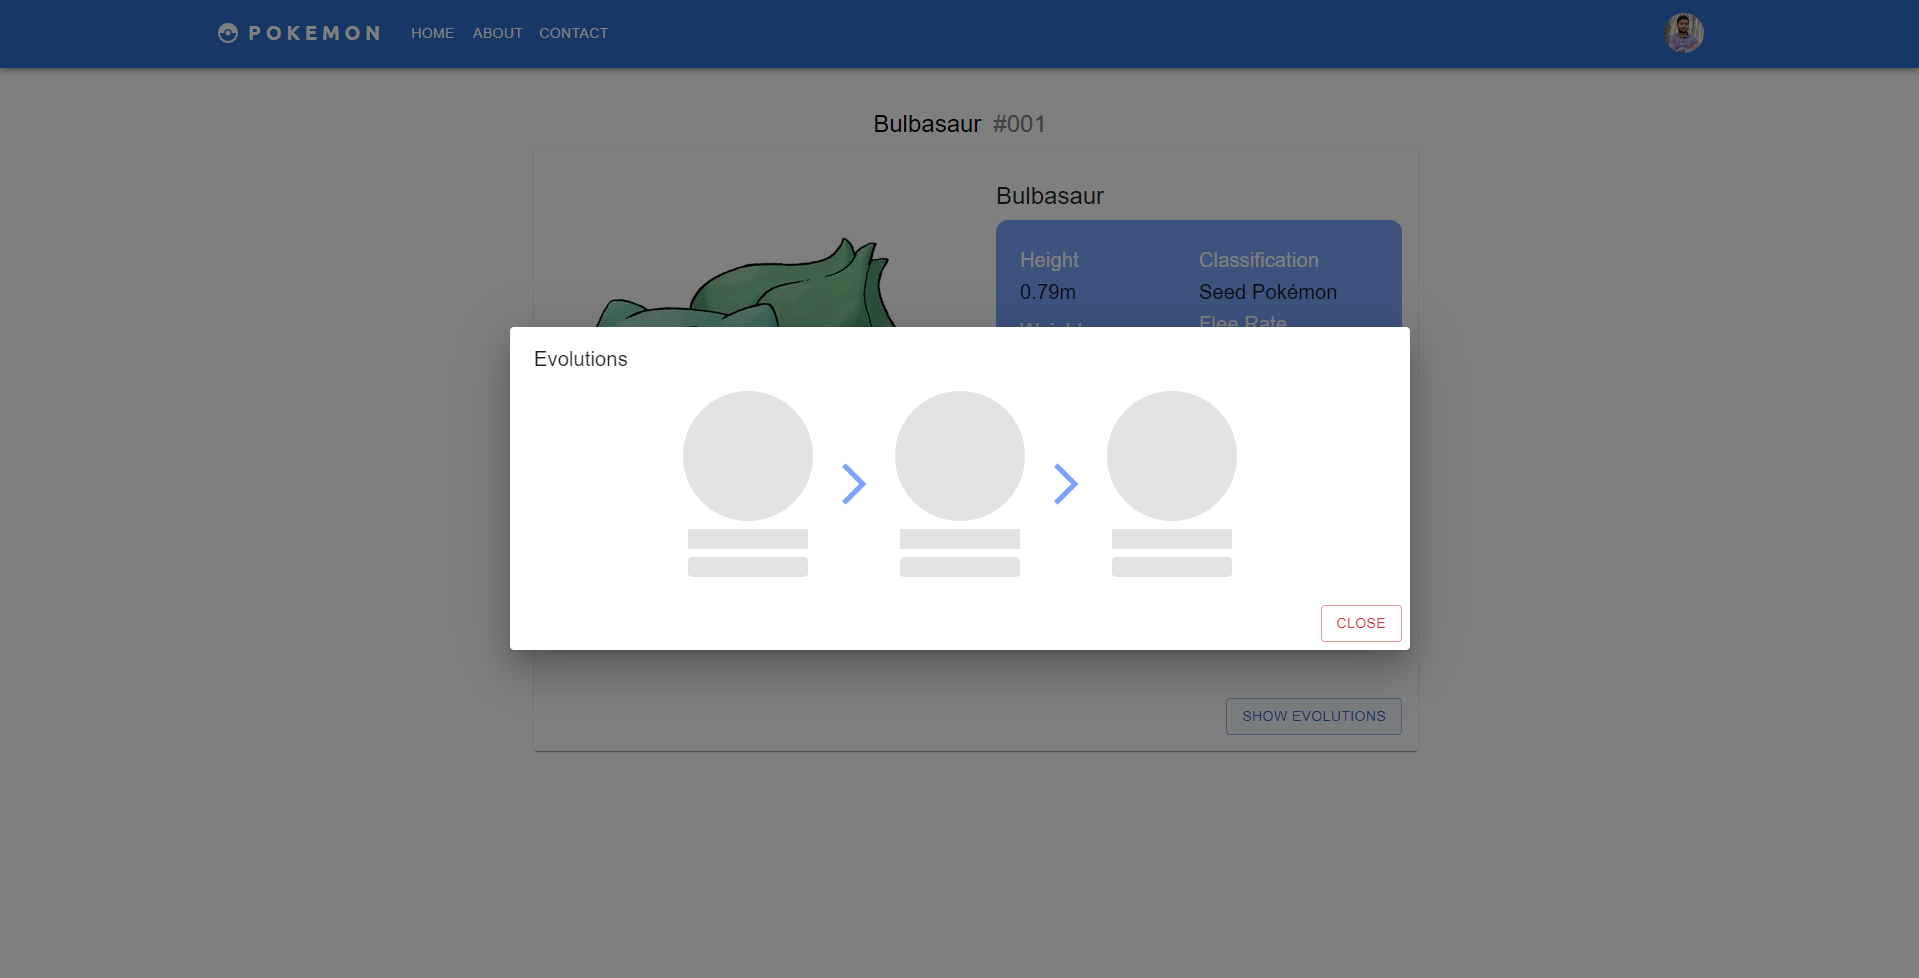 POKEMON HOME ABOUT CONTACT
Bulbasaur #001
Bulbasaur
Height
0.79m
Weight
Classification
Seed Pokémon
Flee Rate
Evolutions
CLOSE
SHOW EVOLUTIONS